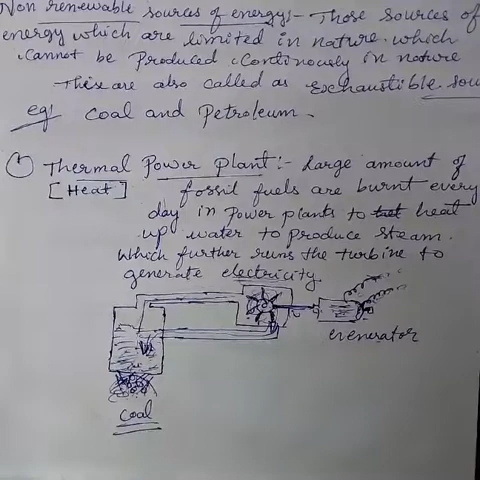 Non renewable sources of energy:- Those sources of
energy which are limited in nature. which
cannot be produced continously in nature
These are also called as exchaustible sou
eg! Coal and Petroleum.
Thermal Power plant:- Large amount of
[Heat] fossil fuels are burnt every
day in power plants to heat
up water to produce steam.
Which further runs the turbine to
generate electricity.
Generator
Coal